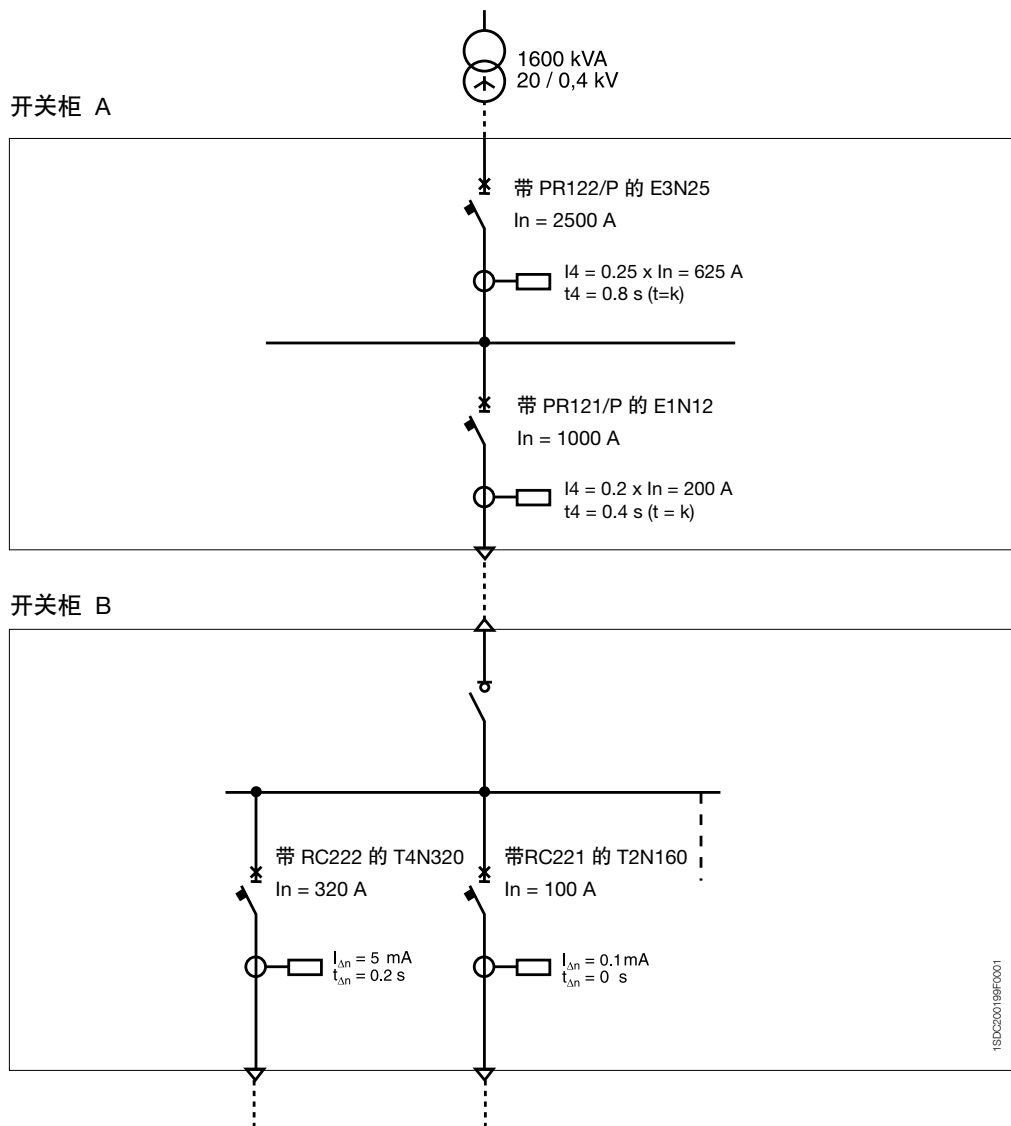 1600 kVA
20 / 0,4 kV
开关柜 A
带 PR122/P 的 E3N25
In = 2500 A
I4 = 0.25 x In = 625 A
t4 = 0.8 s (t=k)
带 PR121/P 的 E1N12
In = 1000 A
I4 = 0.2 x In = 200 A
t4 = 0.4 s (t = k)
开关柜 B
带 RC222 的 T4N320
In = 320 A
带RC221 的 T2N160
In = 100 A
IΔn = 5 mA
tΔn = 0.2 s
IΔn = 0.1mA
tΔn = 0 s
1SDC200199F0001